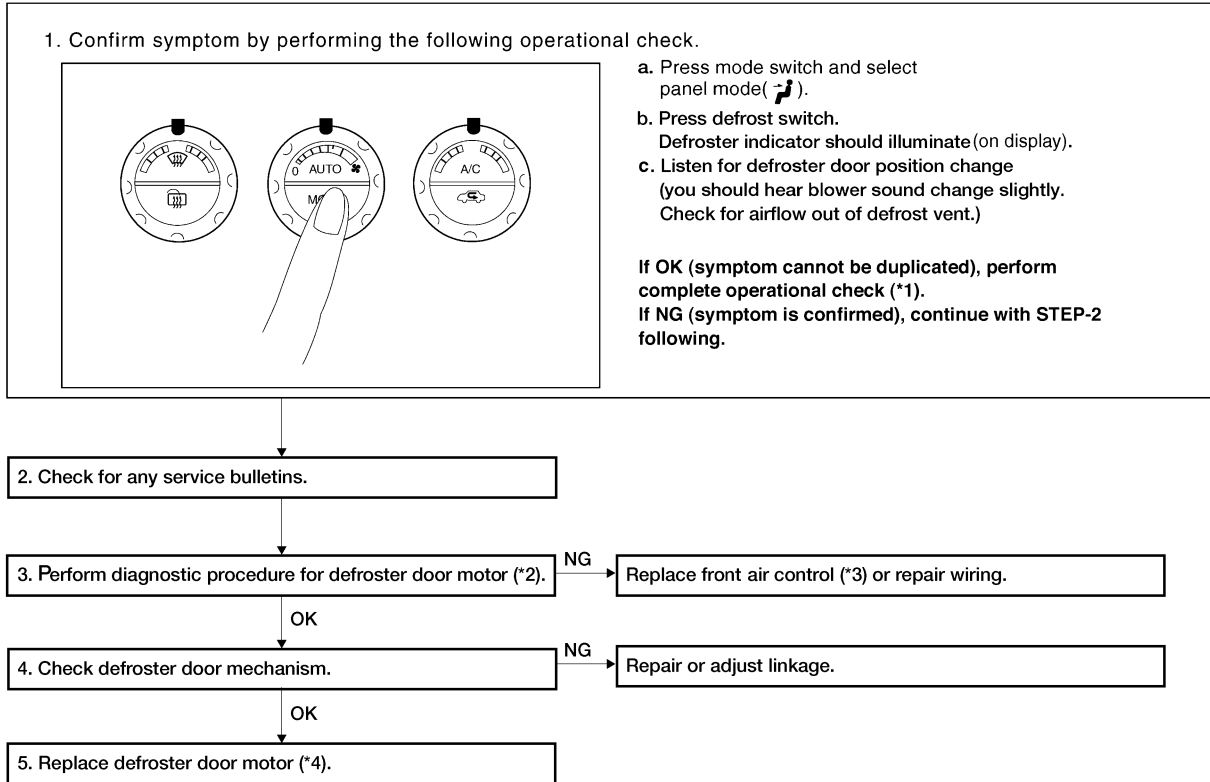 1. Confirm symptom by performing the following operational check.
0 AUTO
A/C
a. Press mode switch and select
panel mode( ).
b. Press defrost switch.
Defroster indicator should illuminate (on display).
c. Listen for defroster door position change
(you should hear blower sound change slightly.
Check for airflow out of defrost vent.)
If OK (symptom cannot be duplicated), perform
complete operational check (*1).
If NG (symptom is confirmed), continue with STEP-2
following.
2. Check for any service bulletins.
3. Perform diagnostic procedure for defroster door motor (*2).
NG
Replace front air control (*3) or repair wiring.
OK
4. Check defroster door mechanism.
NG
Repair or adjust linkage.
OK
5. Replace defroster door motor (*4).